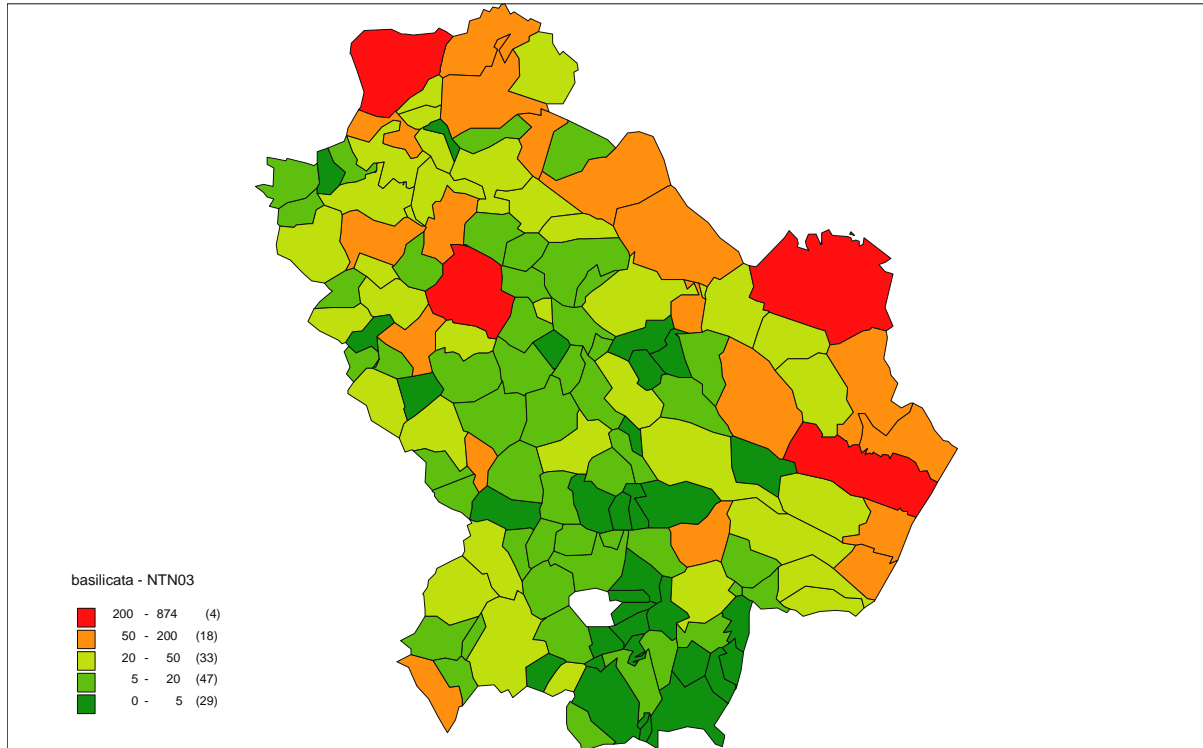 basilicata - NTN03
200 - 874 (4)
50 - 200 (18)
20 - 50 (33)
5 - 20 (47)
0 - 5 (29)